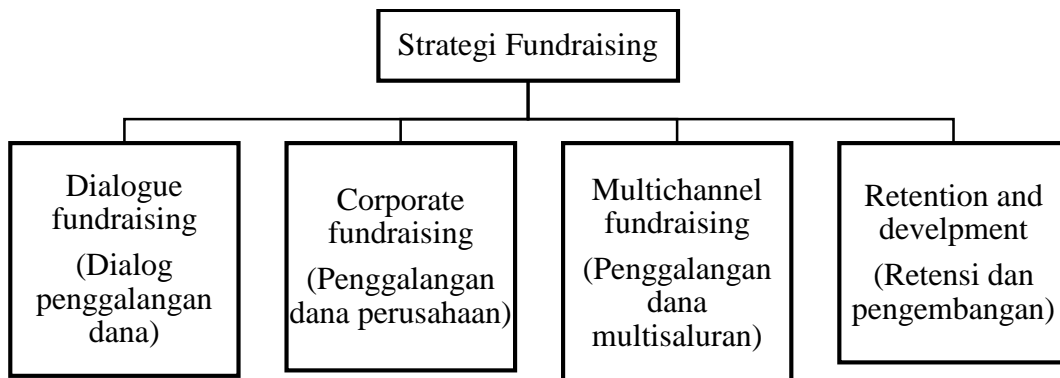 Strategi Fundraising
Dialogue
fundraising
(Dialog
penggalangan
dana)
Corporate
fundraising
(Penggalangan
dana perusahaan)
Multichannel
fundraising
(Penggalangan
dana
multisaluran)
Retention and
develpment
(Retensi dan
pengembangan)